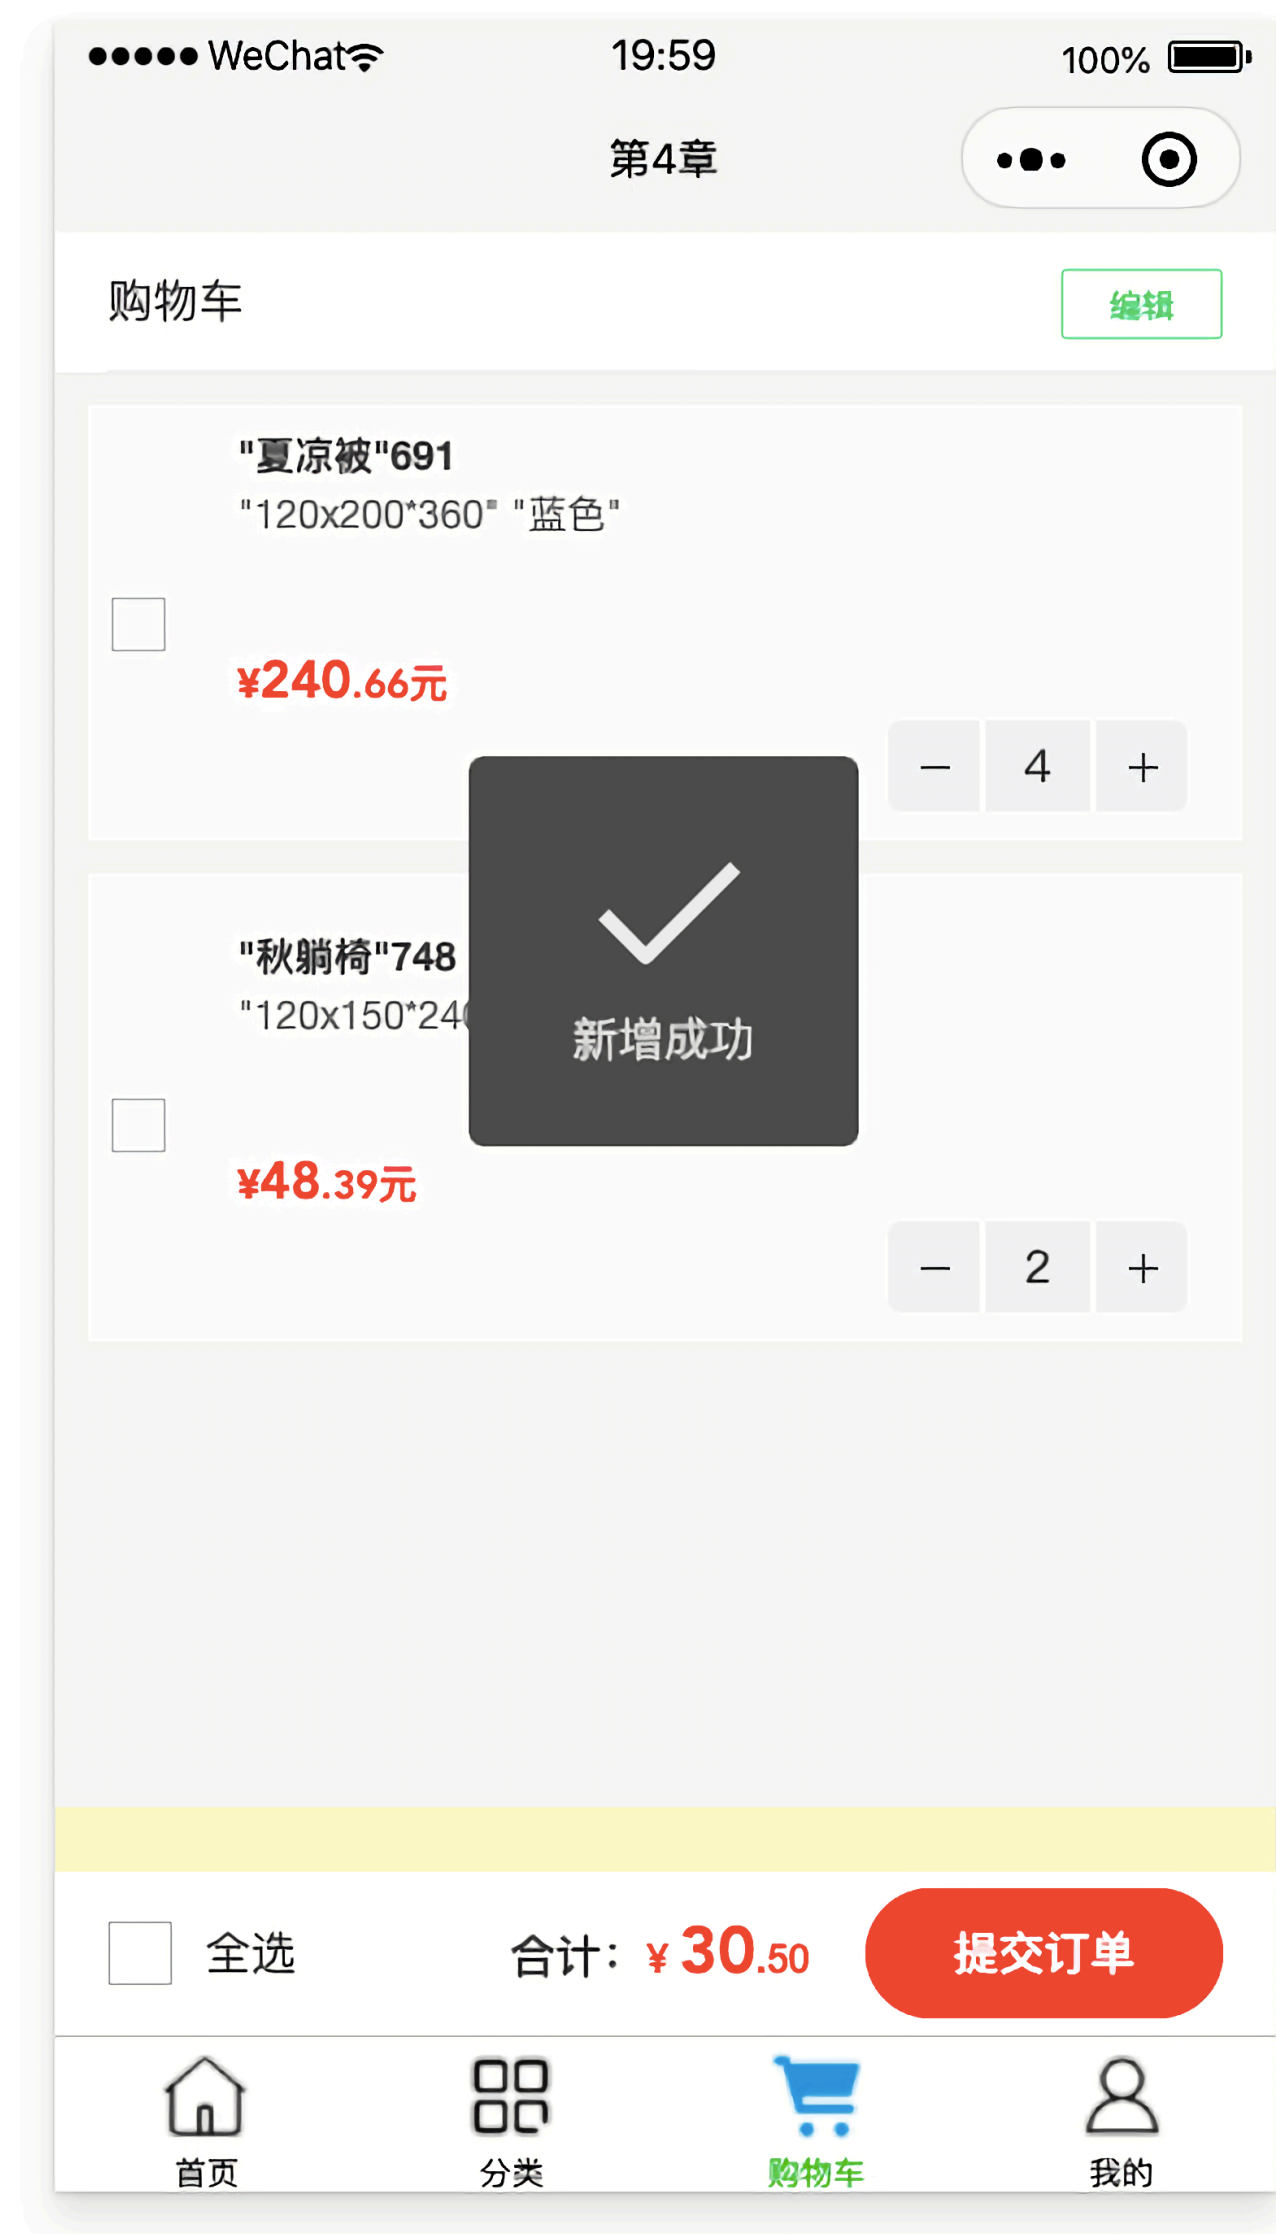 WeChat 19:59 100%
第4章
购物车 编辑
"夏凉被"691
"120x200*360" "蓝色"
¥240.66元
4
"秋躺椅"748
"120x150*24
新增成功
¥48.39元
2
全选 合计：¥ 30.50 提交订单
首页 分类 购物车 我的